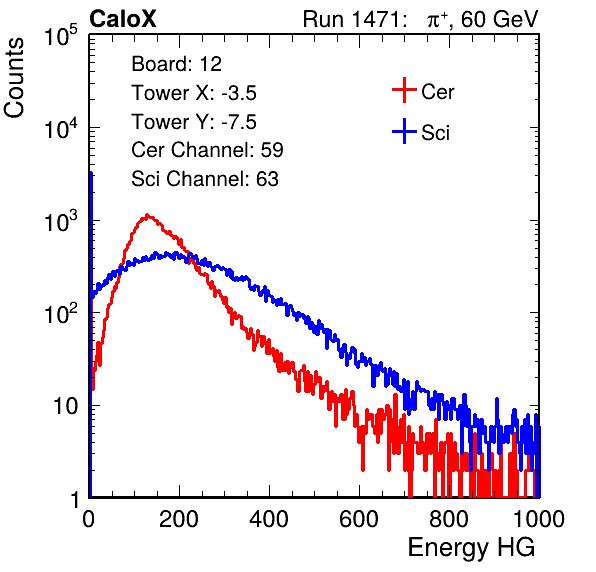 CaloX Run 1471: π⁺, 60 GeV
Counts
Board: 12
Tower X: -3.5
Tower Y: -7.5
Cer Channel: 59
Sci Channel: 63
Cer
Sci
10⁵
10⁴
10³
10²
10
1
0 200 400 600 800 1000
Energy HG